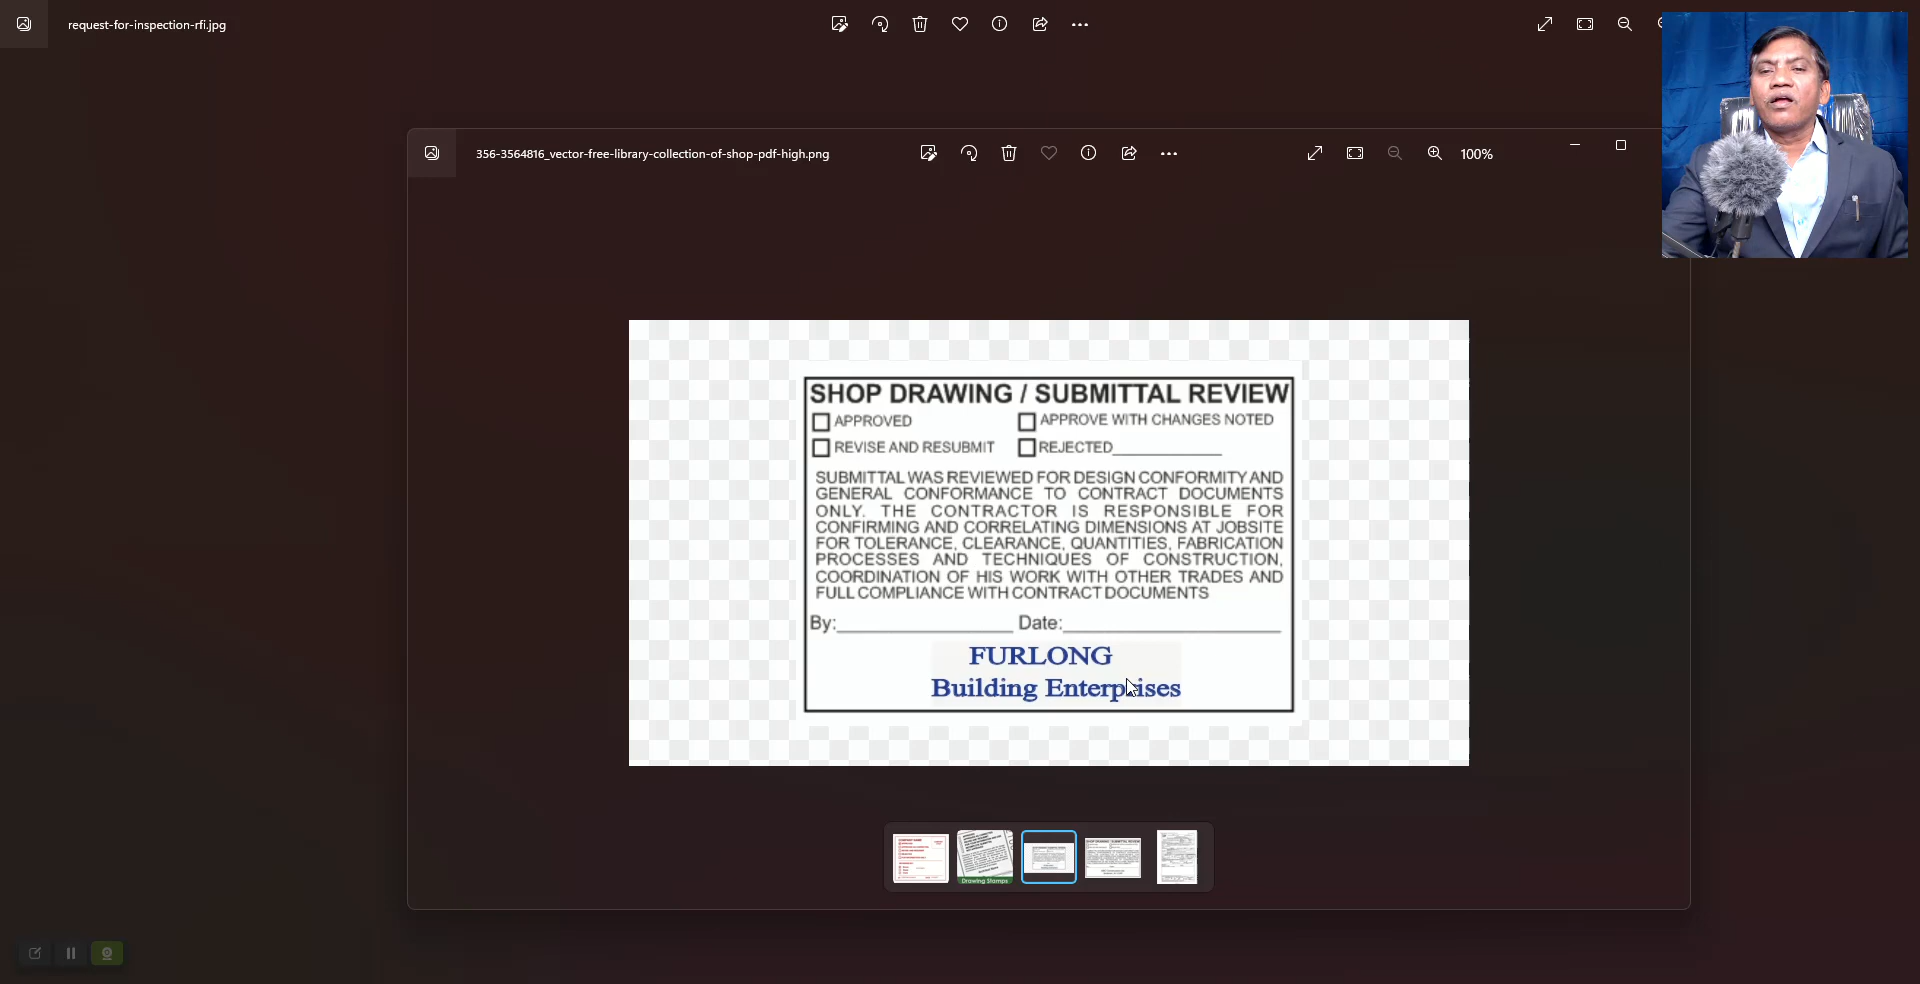 request-for-inspection-rfi.jpg
356-3564816_vector-free-library-collection-of-shop-pdf-high.png
100%
SHOP DRAWING / SUBMITTAL REVIEW
APPROVED
APPROVE WITH CHANGES NOTED
REVISE AND RESUBMIT
REJECTED
SUBMITTAL WAS REVIEWED FOR DESIGN CONFORMITY AND
GENERAL CONFORMANCE TO CONTRACT DOCUMENTS
ONLY. THE CONTRACTOR IS RESPONSIBLE FOR
CONFIRMING AND CORRELATING DIMENSIONS AT JOBSITE
FOR TOLERANCE, CLEARANCE, QUANTITIES, FABRICATION
PROCESSES AND TECHNIQUES OF CONSTRUCTION,
COORDINATION OF HIS WORK WITH OTHER TRADES AND
FULL COMPLIANCE WITH CONTRACT DOCUMENTS
By: Date:
FURLONG
Building Enterprises
Drawing Stamps